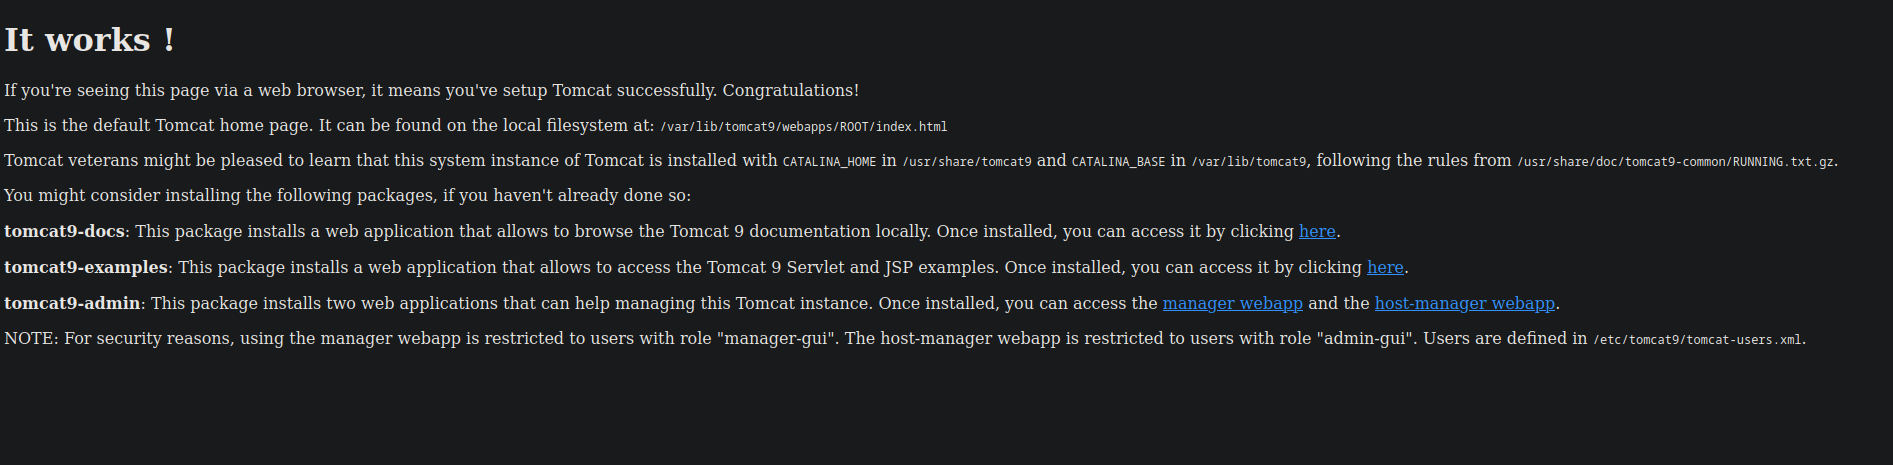 It works !
If you're seeing this page via a web browser, it means you've setup Tomcat successfully. Congratulations!
This is the default Tomcat home page. It can be found on the local filesystem at: /var/lib/tomcat9/webapps/ROOT/index.html
Tomcat veterans might be pleased to learn that this system instance of Tomcat is installed with CATALINA_HOME in /usr/share/tomcat9 and CATALINA_BASE in /var/lib/tomcat9, following the rules from /usr/share/doc/tomcat9-common/RUNNING.txt.gz.
You might consider installing the following packages, if you haven't already done so:
tomcat9-docs: This package installs a web application that allows to browse the Tomcat 9 documentation locally. Once installed, you can access it by clicking here.
tomcat9-examples: This package installs a web application that allows to access the Tomcat 9 Servlet and JSP examples. Once installed, you can access it by clicking here.
tomcat9-admin: This package installs two web applications that can help managing this Tomcat instance. Once installed, you can access the manager webapp and the host-manager webapp.
NOTE: For security reasons, using the manager webapp is restricted to users with role "manager-gui". The host-manager webapp is restricted to users with role "admin-gui". Users are defined in /etc/tomcat9/tomcat-users.xml.